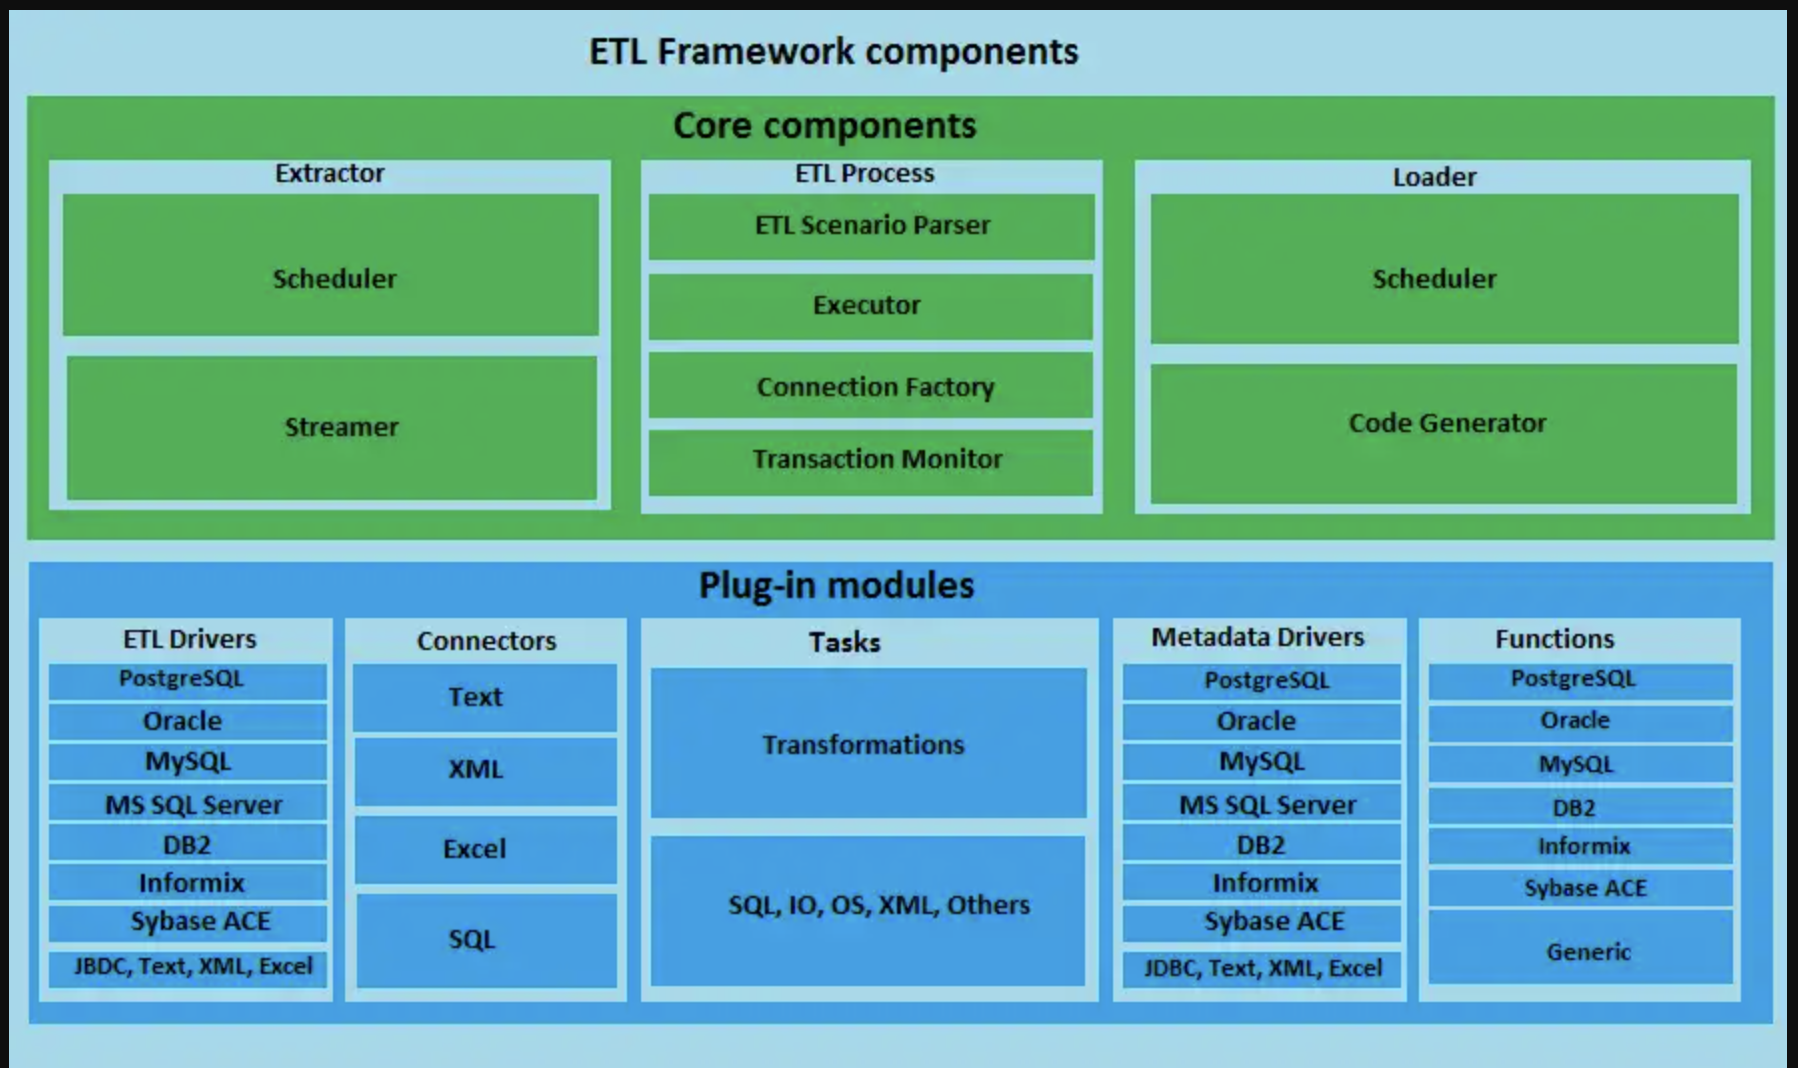 ETL Framework components
Core components
Extractor
Scheduler
Streamer
ETL Process
ETL Scenario Parser
Executor
Connection Factory
Transaction Monitor
Loader
Scheduler
Code Generator
Plug-in modules
ETL Drivers
PostgreSQL
Oracle
MySQL
MS SQL Server
DB2
Informix
Sybase ACE
JBDC, Text, XML, Excel
Connectors
Text
XML
Excel
SQL
Tasks
Transformations
SQL, IO, OS, XML, Others
Metadata Drivers
PostgreSQL
Oracle
MySQL
MS SQL Server
DB2
Informix
Sybase ACE
JDBC, Text, XML, Excel
Functions
PostgreSQL
Oracle
MySQL
DB2
Informix
Sybase ACE
Generic